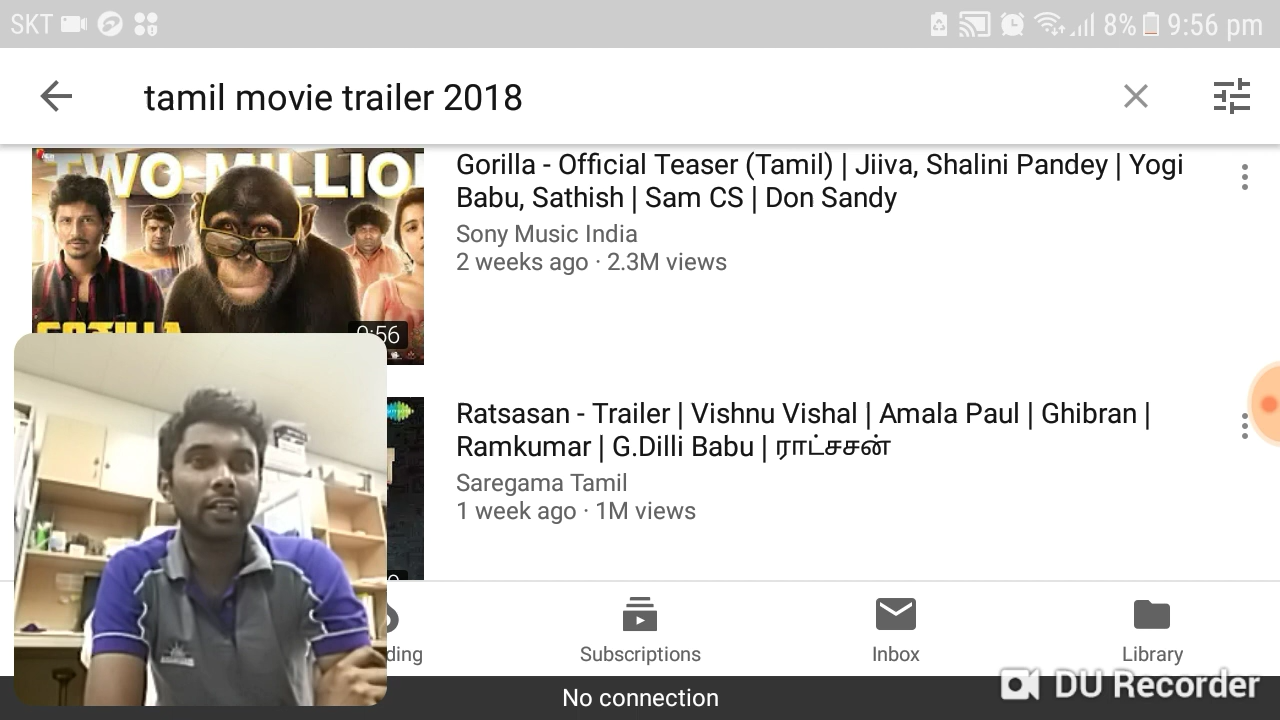 SKT 8% 9:56 pm
tamil movie trailer 2018
TWO MILLIO
Gorilla - Official Teaser (Tamil) | Jiiva, Shalini Pandey | Yogi
Babu, Sathish | Sam CS | Don Sandy
Sony Music India
2 weeks ago · 2.3M views
0:56
Ratsasan - Trailer | Vishnu Vishal | Amala Paul | Ghibran |
Ramkumar | G.Dilli Babu | ராட்சசன்
Saregama Tamil
1 week ago · 1M views
ding
Subscriptions
Inbox
Library
No connection
DU Recorder